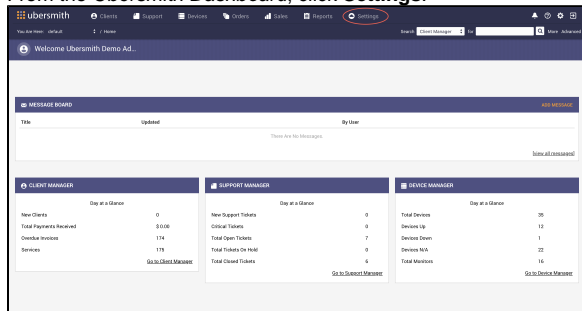 From the Ubersmith Dashboard, click Settings.
ubersmith Clients Support Devices Orders Sales Reports Settings
You Are Here: default / Home Search Client Manager for More Advanced
Welcome Ubersmith Demo Ad...
MESSAGE BOARD ADD MESSAGE
Title Updated By User
There Are No Messages.
[view all messages]
CLIENT MANAGER
Day at a Glance
New Clients 0
Total Payments Received $ 0.00
Overdue Invoices 174
Services 175
Go to Client Manager
SUPPORT MANAGER
Day at a Glance
New Support Tickets 0
Critical Tickets 0
Total Open Tickets 7
Total Tickets On Hold 0
Total Closed Tickets 6
Go to Support Manager
DEVICE MANAGER
Day at a Glance
Total Devices 35
Devices Up 12
Devices Down 1
Devices N/A 22
Total Monitors 16
Go to Device Manager